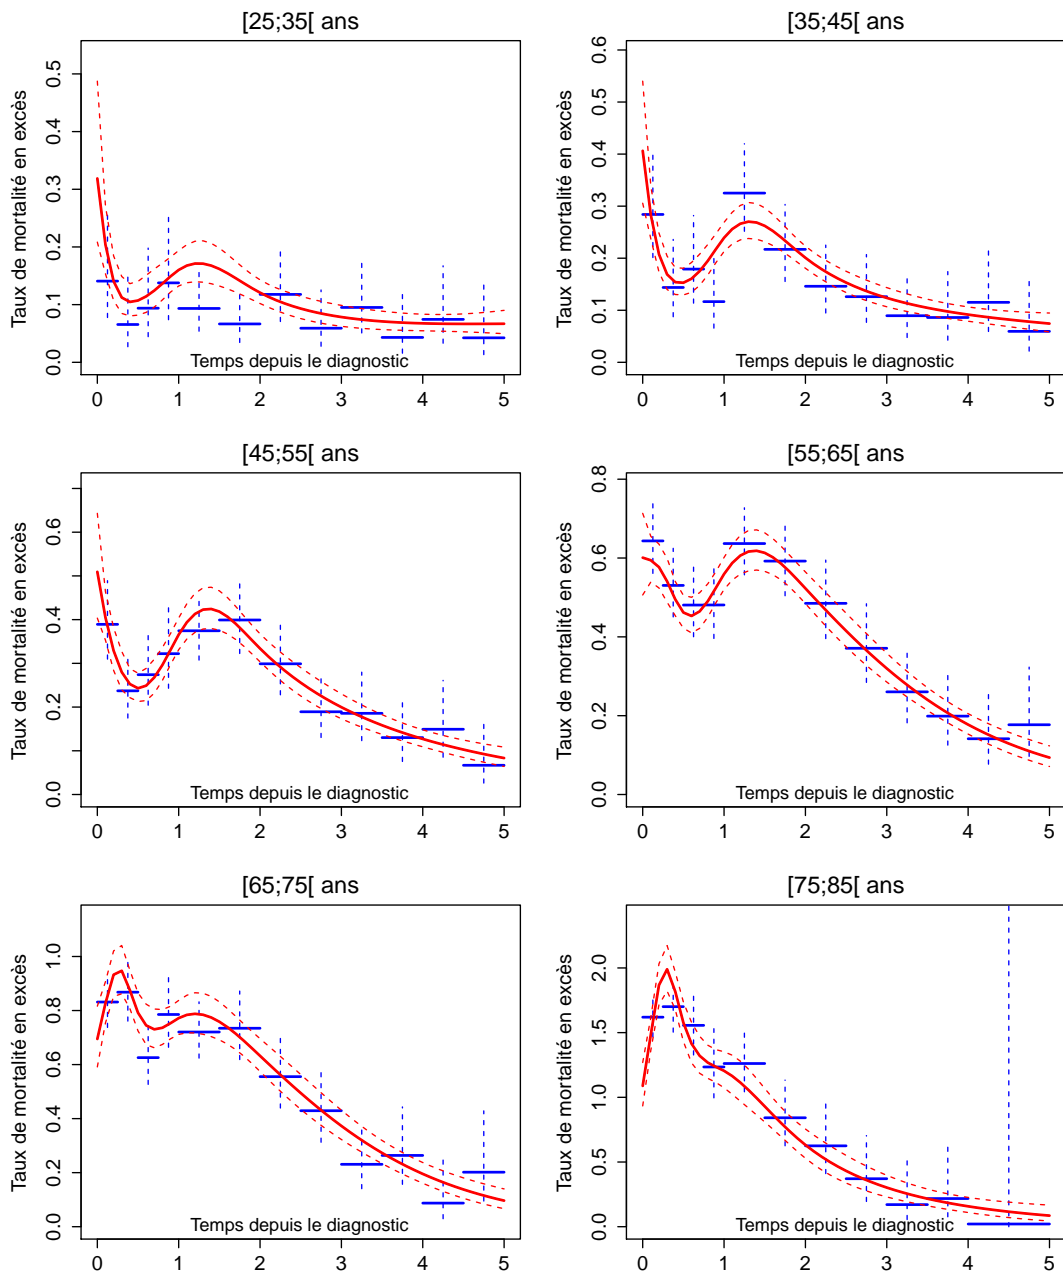 [25;35[ ans
Taux de mortalité en excès
0.0 0.1 0.2 0.3 0.4 0.5
Temps depuis le diagnostic
0 1 2 3 4 5
[35;45[ ans
Taux de mortalité en excès
0.0 0.1 0.2 0.3 0.4 0.5 0.6
Temps depuis le diagnostic
0 1 2 3 4 5
[45;55[ ans
Taux de mortalité en excès
0.0 0.2 0.4 0.6
Temps depuis le diagnostic
0 1 2 3 4 5
[55;65[ ans
Taux de mortalité en excès
0.0 0.2 0.4 0.6 0.8
Temps depuis le diagnostic
0 1 2 3 4 5
[65;75[ ans
Taux de mortalité en excès
0.0 0.2 0.4 0.6 0.8 1.0
Temps depuis le diagnostic
0 1 2 3 4 5
[75;85[ ans
Taux de mortalité en excès
0.0 0.5 1.0 1.5 2.0
Temps depuis le diagnostic
0 1 2 3 4 5